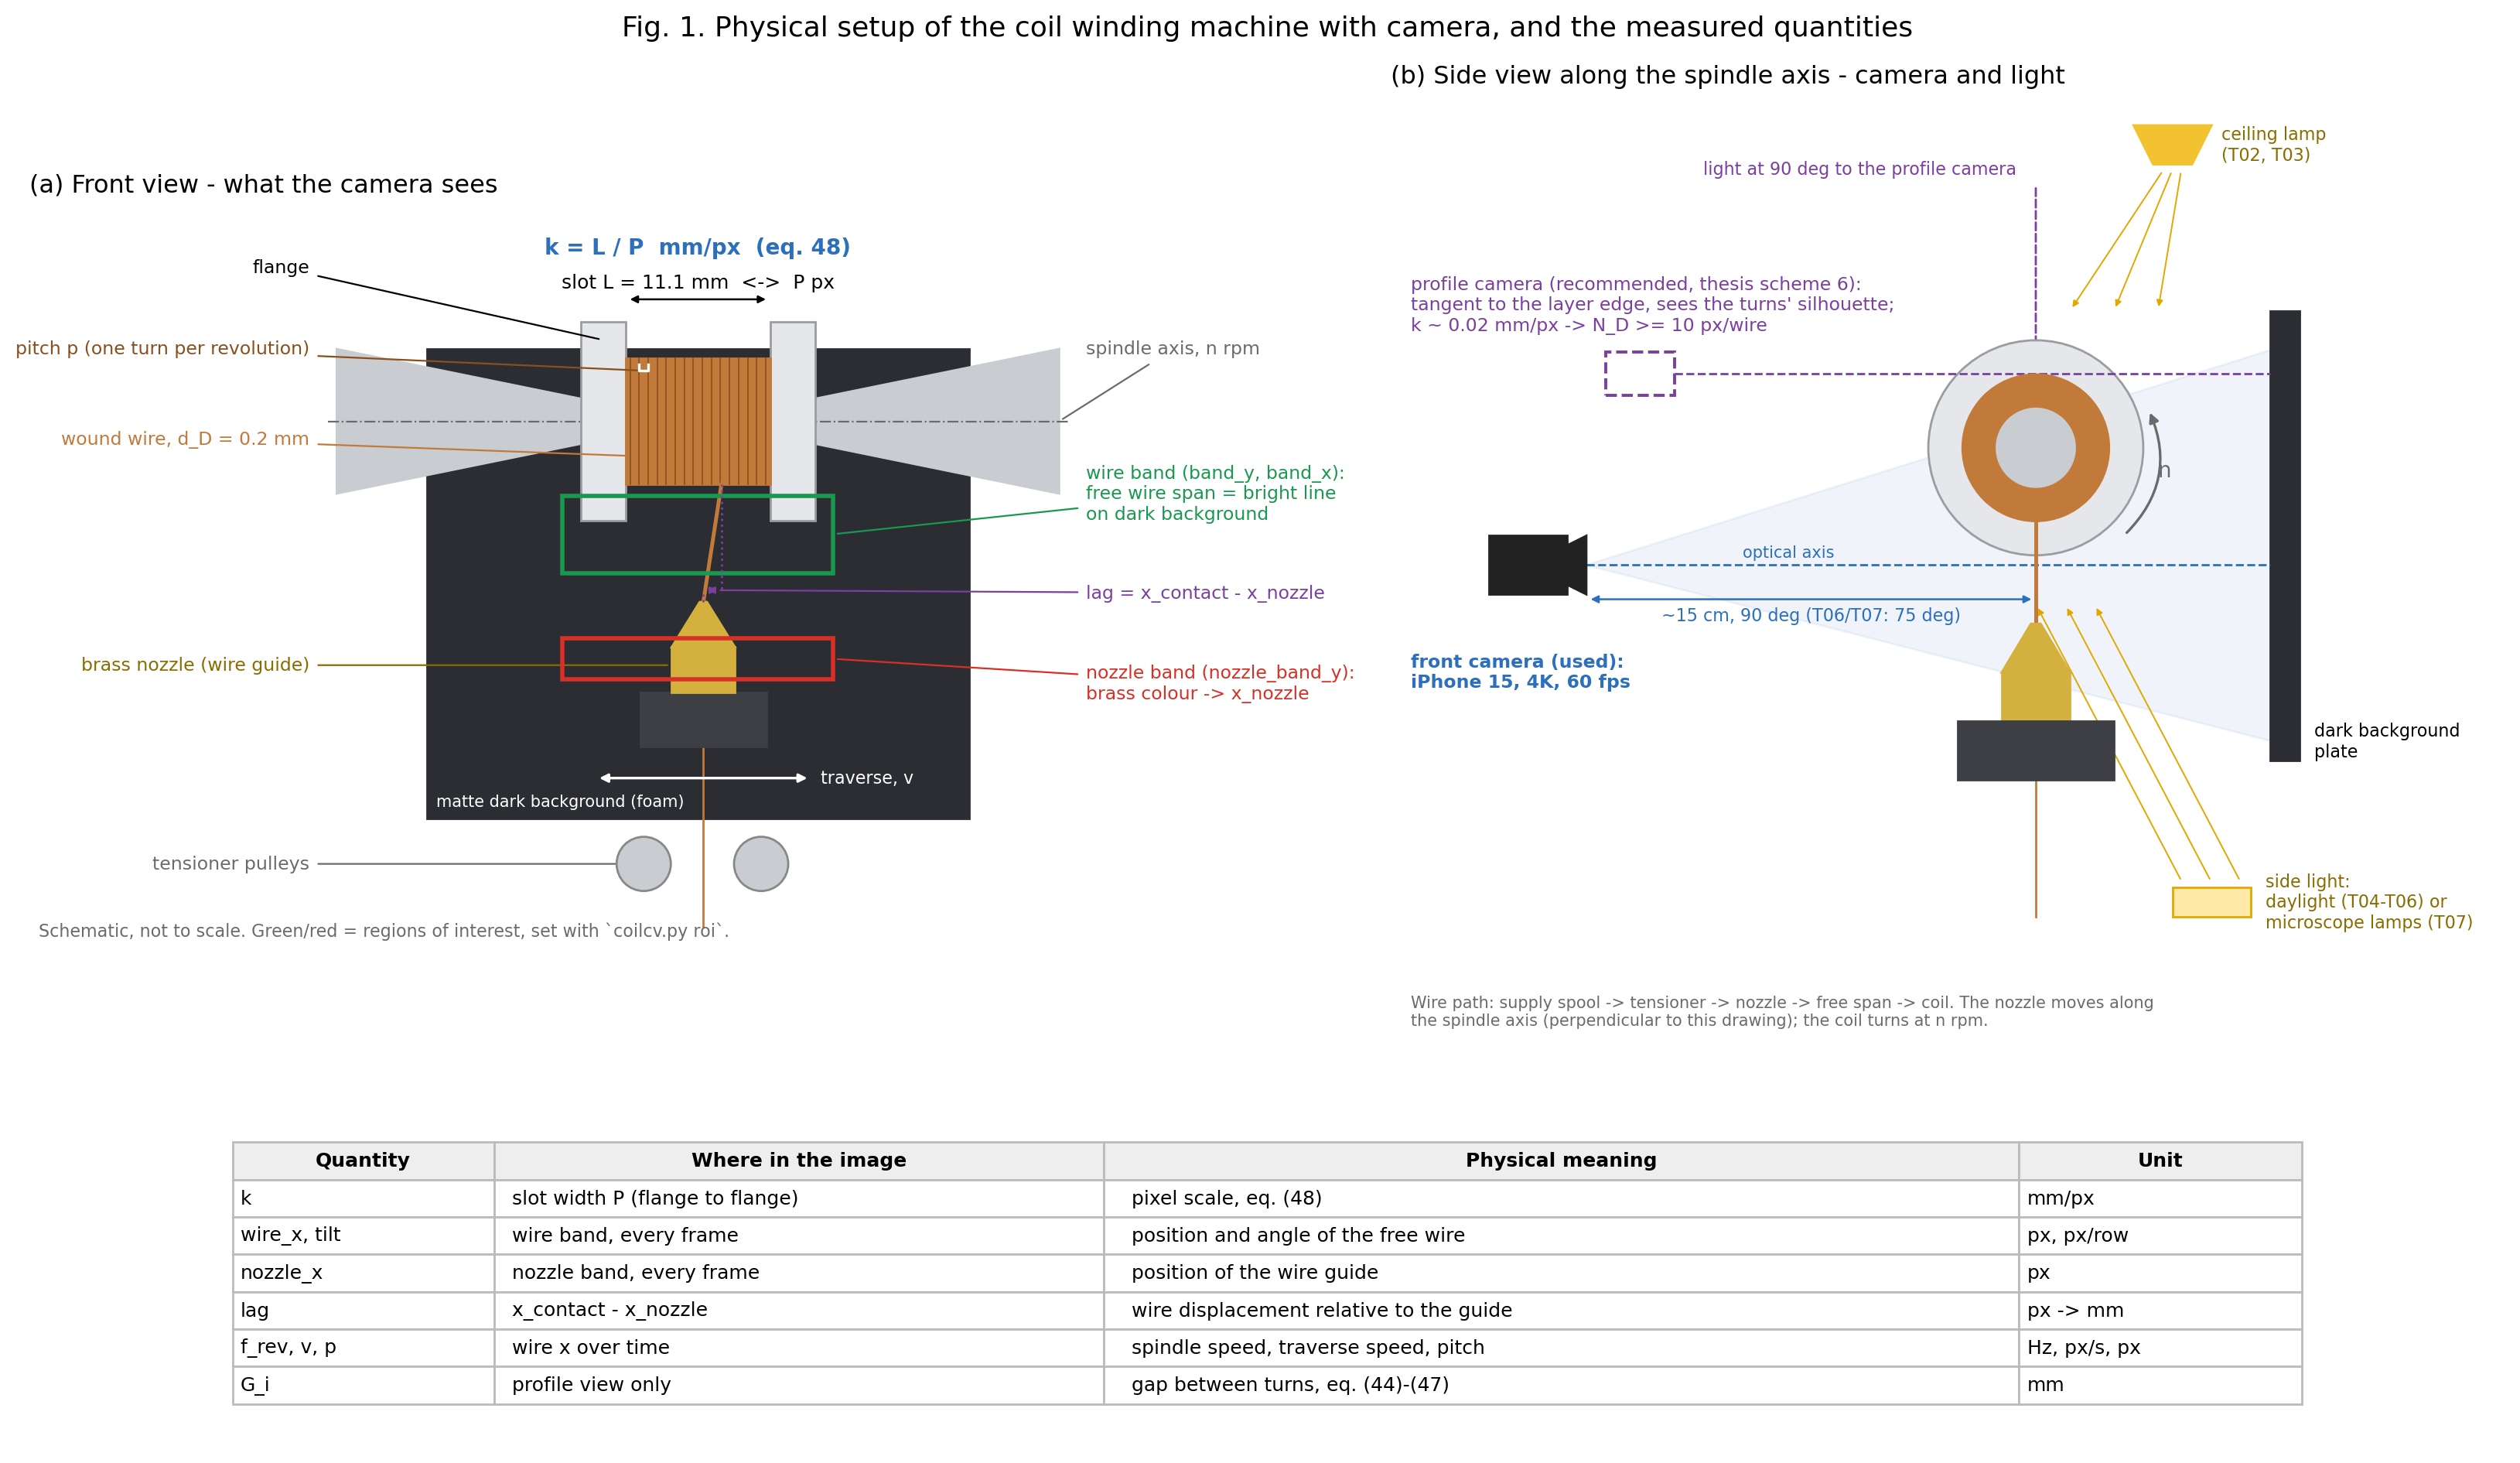 Fig. 1. Physical setup of the coil winding machine with camera, and the measured quantities
(a) Front view - what the camera sees
k = L / P  mm/px  (eq. 48)
slot L = 11.1 mm  <->  P px
flange
pitch p (one turn per revolution)
wound wire, d_D = 0.2 mm
spindle axis, n rpm
wire band (band_y, band_x):
free wire span = bright line
on dark background
lag = x_contact - x_nozzle
brass nozzle (wire guide)
nozzle band (nozzle_band_y):
brass colour -> x_nozzle
traverse, v
matte dark background (foam)
tensioner pulleys
Schematic, not to scale. Green/red = regions of interest, set with `coilcv.py roi`.
(b) Side view along the spindle axis - camera and light
ceiling lamp
(T02, T03)
light at 90 deg to the profile camera
profile camera (recommended, thesis scheme 6):
tangent to the layer edge, sees the turns' silhouette;
k ~ 0.02 mm/px -> N_D >= 10 px/wire
n
optical axis
~15 cm, 90 deg (T06/T07: 75 deg)
front camera (used):
iPhone 15, 4K, 60 fps
dark background
plate
side light:
daylight (T04-T06) or
microscope lamps (T07)
Wire path: supply spool -> tensioner -> nozzle -> free span -> coil. The nozzle moves along
the spindle axis (perpendicular to this drawing); the coil turns at n rpm.
Quantity Where in the image Physical meaning Unit
k slot width P (flange to flange) pixel scale, eq. (48) mm/px
wire_x, tilt wire band, every frame position and angle of the free wire px, px/row
nozzle_x nozzle band, every frame position of the wire guide px
lag x_contact - x_nozzle wire displacement relative to the guide px -> mm
f_rev, v, p wire x over time spindle speed, traverse speed, pitch Hz, px/s, px
G_i profile view only gap between turns, eq. (44)-(47) mm